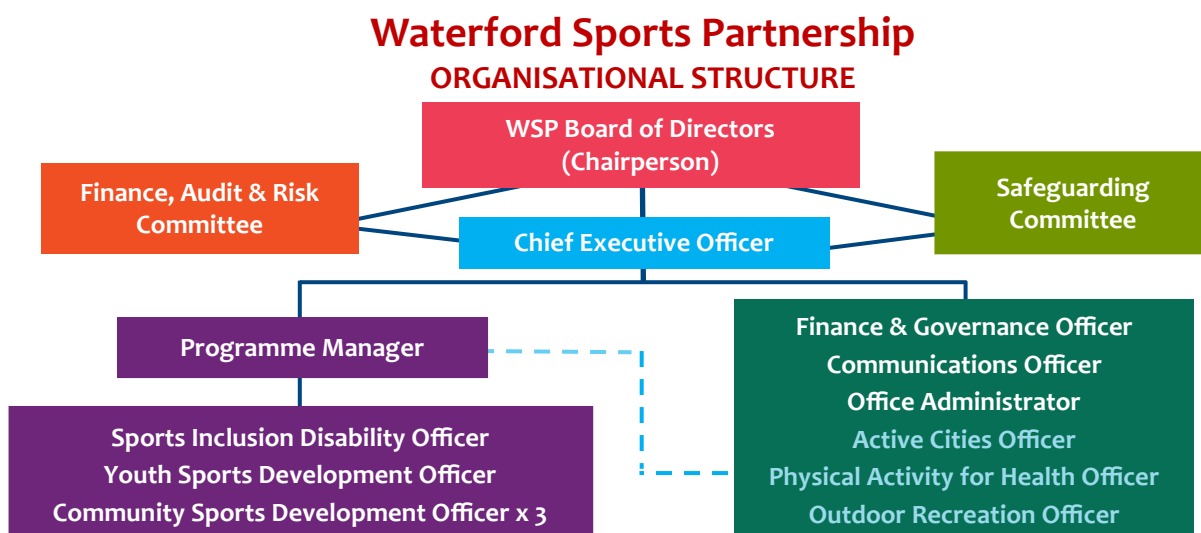 Waterford Sports Partnership
ORGANISATIONAL STRUCTURE
WSP Board of Directors
(Chairperson)
Finance, Audit & Risk
Committee
Safeguarding
Committee
Chief Executive Officer
Programme Manager
Sports Inclusion Disability Officer
Youth Sports Development Officer
Community Sports Development Officer x 3
Finance & Governance Officer
Communications Officer
Office Administrator
Active Cities Officer
Physical Activity for Health Officer
Outdoor Recreation Officer